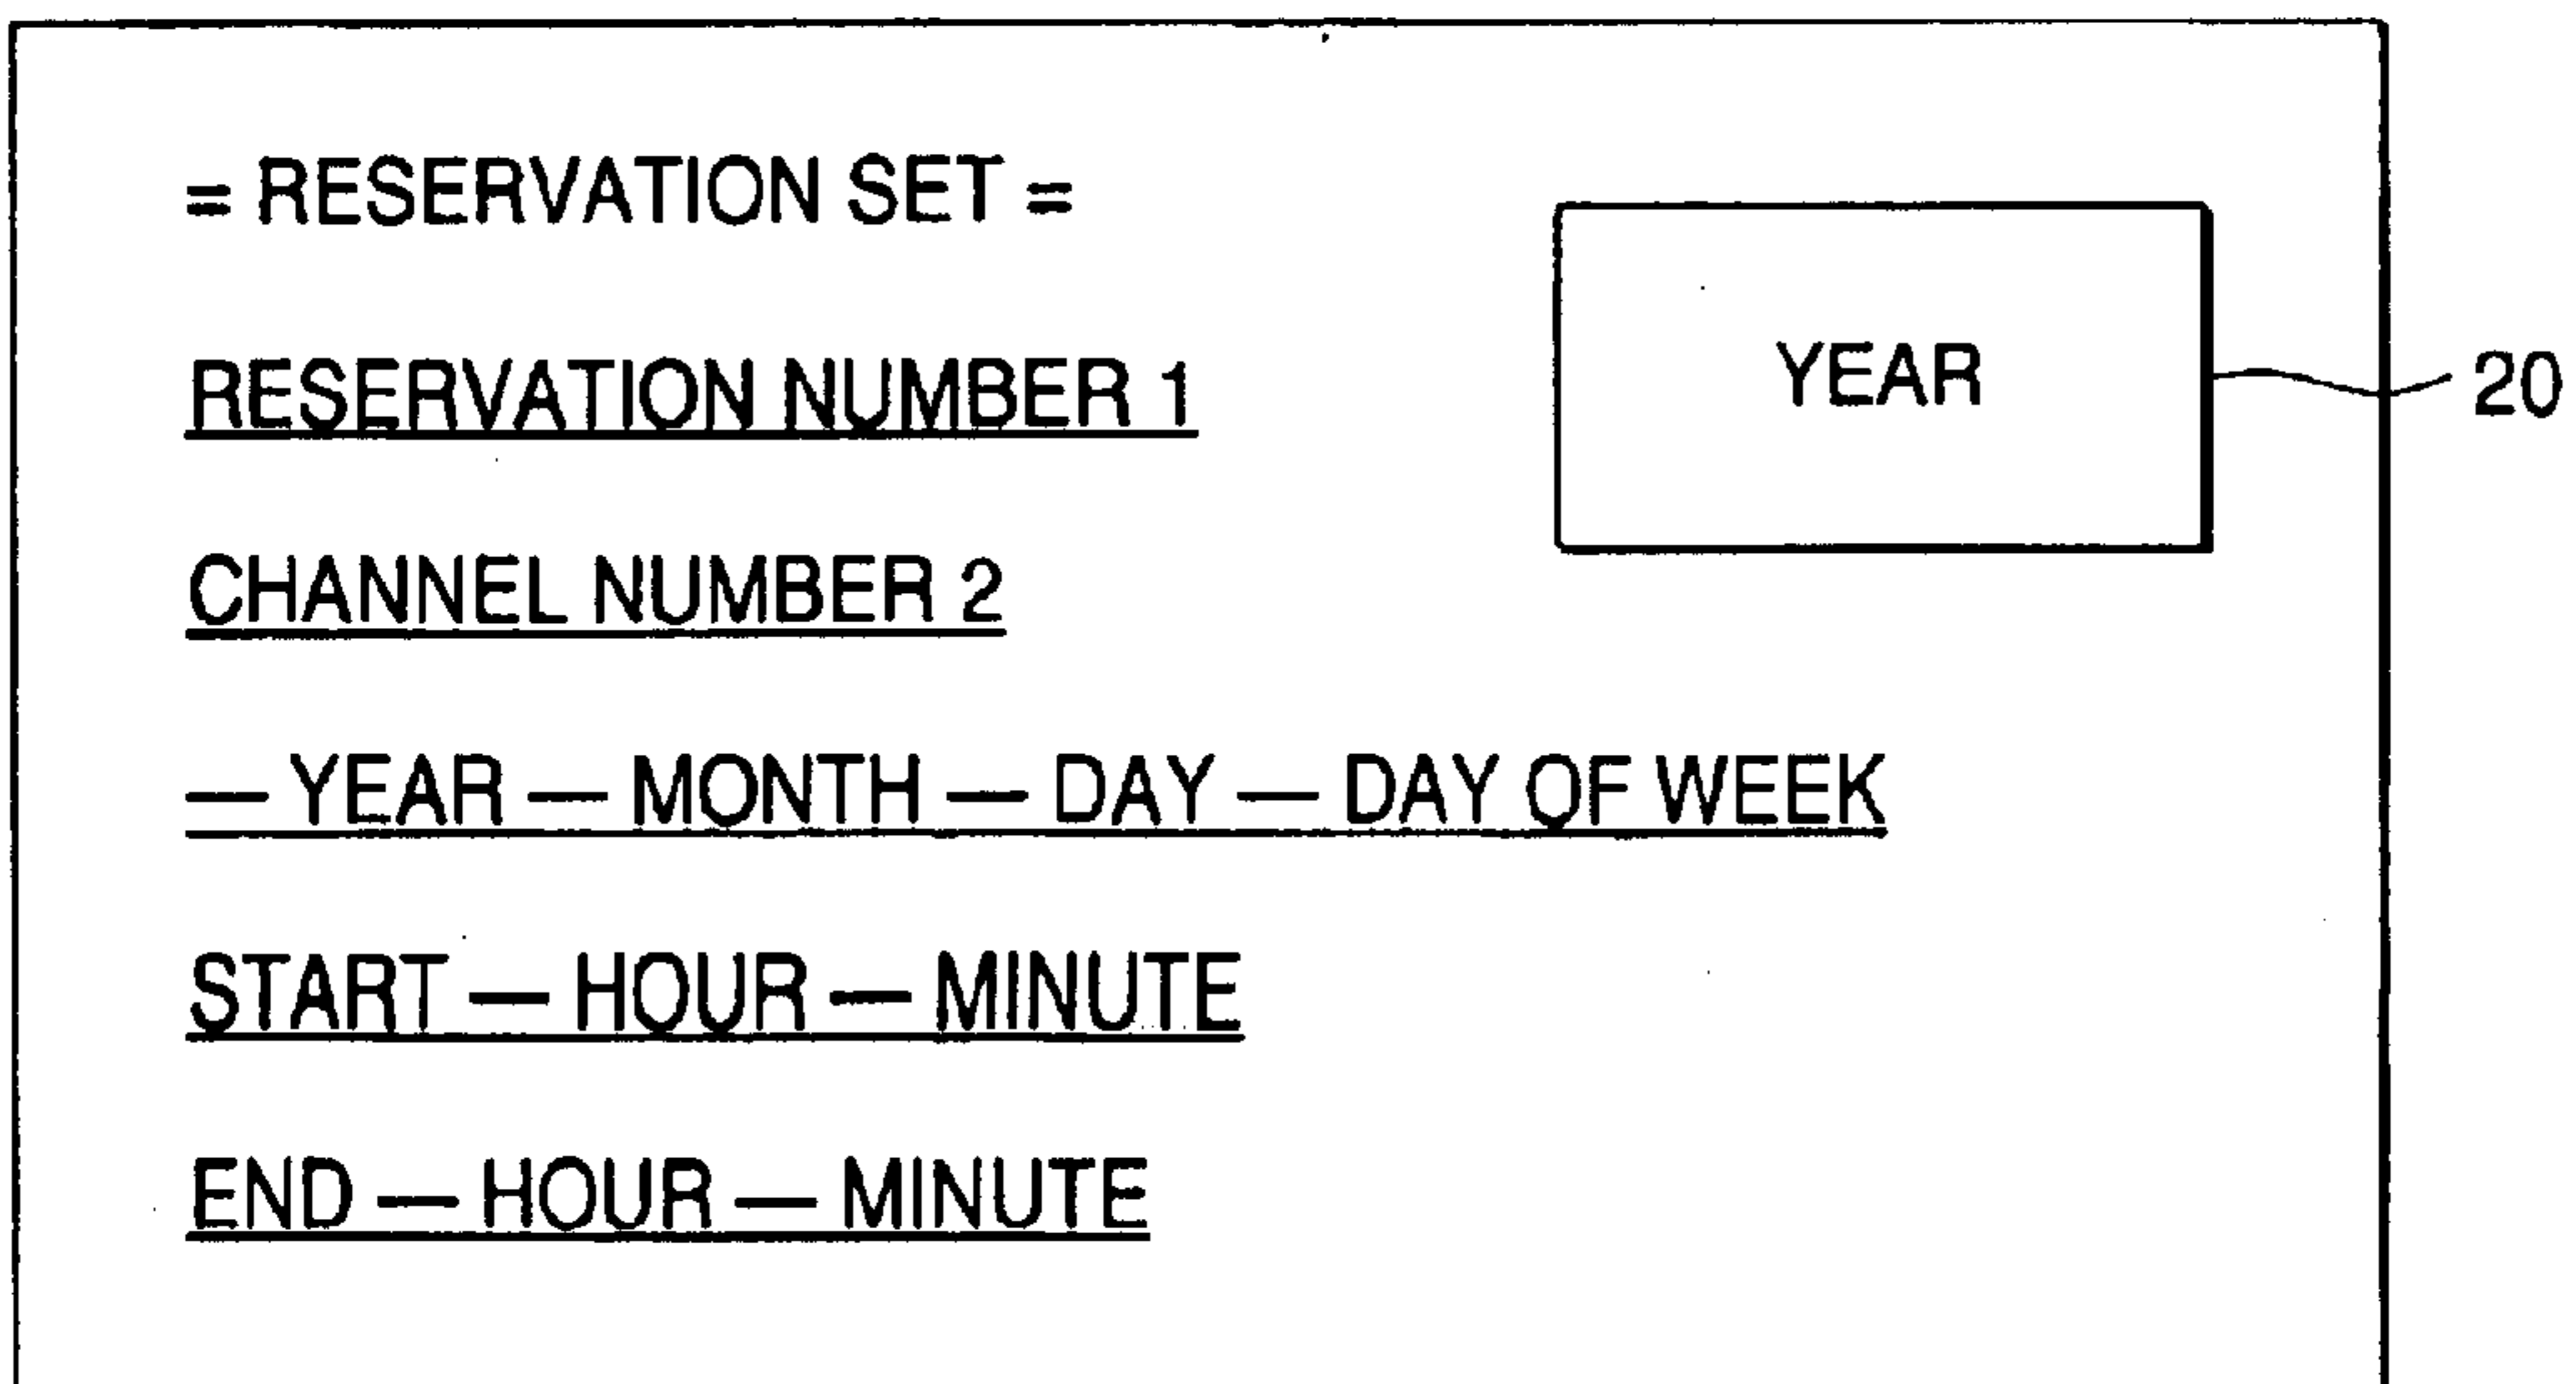 = RESERVATION SET =
RESERVATION NUMBER 1
YEAR
20
CHANNEL NUMBER 2
— YEAR — MONTH — DAY — DAY OF WEEK
START — HOUR — MINUTE
END — HOUR — MINUTE